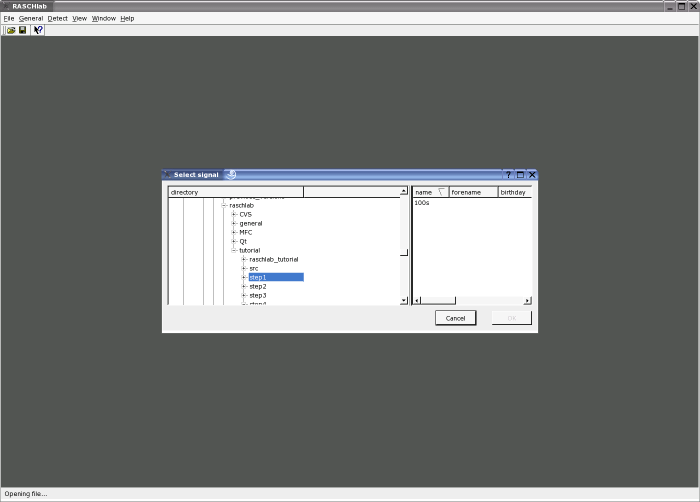 RASCHlab
File General Detect View Window Help
Select signal
directory
name forename birthday
raschlab
100s
CVS
general
MFC
Qt
tutorial
raschlab_tutorial
src
step1
step2
step3
Cancel
Opening file...